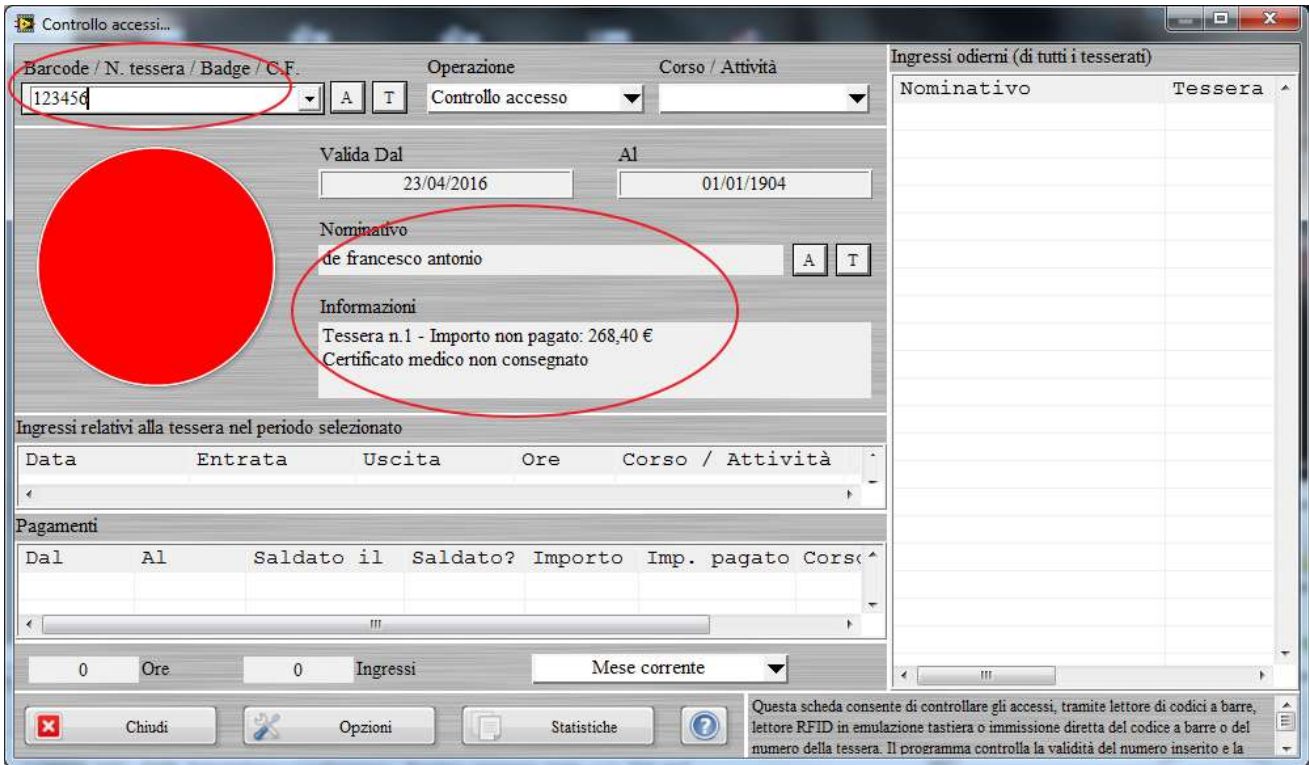 Controllo accessi...
Barcode / N. tessera / Badge / C.F.
Operazione
Corso / Attività
123456
A
T
Controllo accesso
Valida Dal
Al
23/04/2016
01/01/1904
Nominativo
de francesco antonio
A
T
Informazioni
Tessera n.1 - Importo non pagato: 268,40 €
Certificato medico non consegnato
Ingressi relativi alla tessera nel periodo selezionato
Data Entrata Uscita Ore Corso / Attività
Pagamenti
Dal Al Saldato il Saldato? Importo Imp. pagato Corso
0 Ore 0 Ingressi Mese corrente
Chiudi
Opzioni
Statistiche
?
Ingressi odierni (di tutti i tesserati)
Nominativo Tessera
Questa scheda consente di controllare gli accessi, tramite lettore di codici a barre,
lettore RFID in emulazione tastiera o immissione diretta del codice a barre o del
numero della tessera. Il programma controlla la validità del numero inserito e la